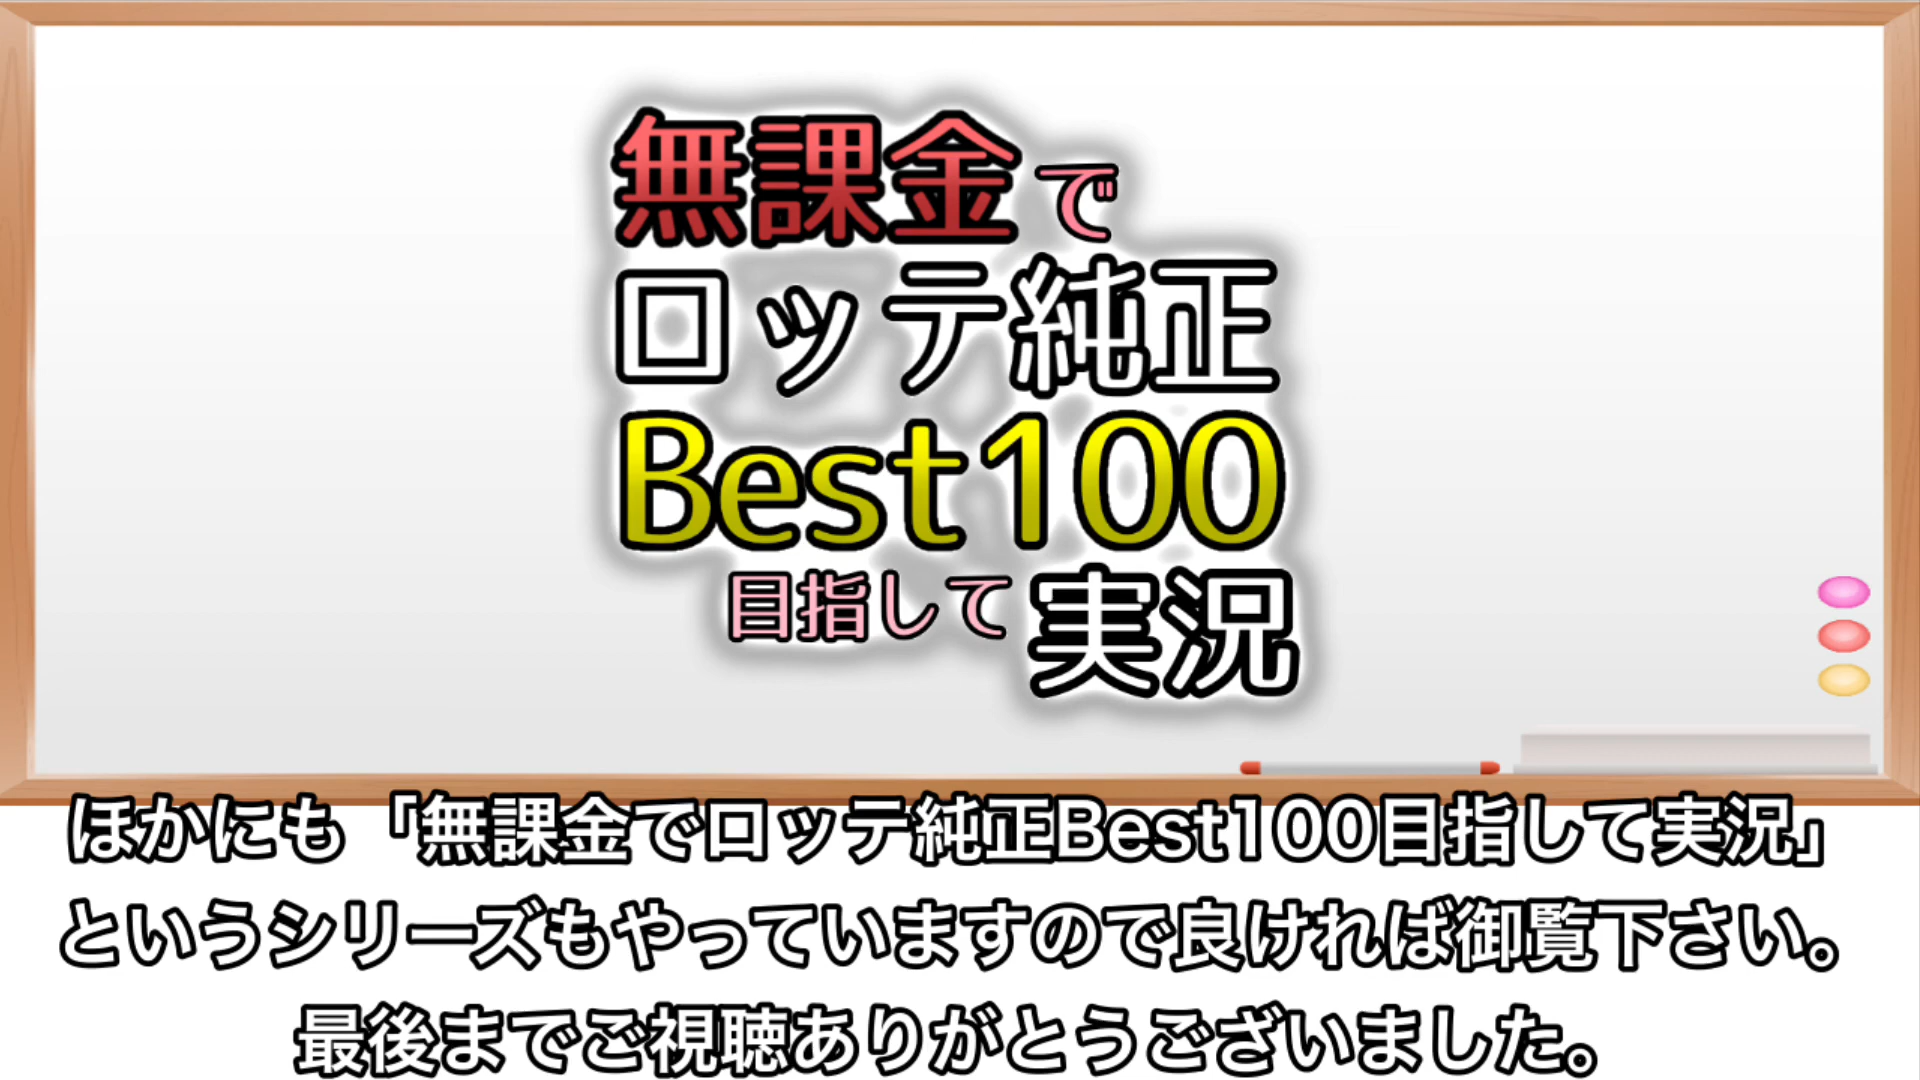 無課金で
ロッテ純正
Best100
目指して実況
ほかにも「無課金でロッテ純正Best100目指して実況」
というシリーズもやっていますので良ければ御覧下さい。
最後までご視聴ありがとうございました。